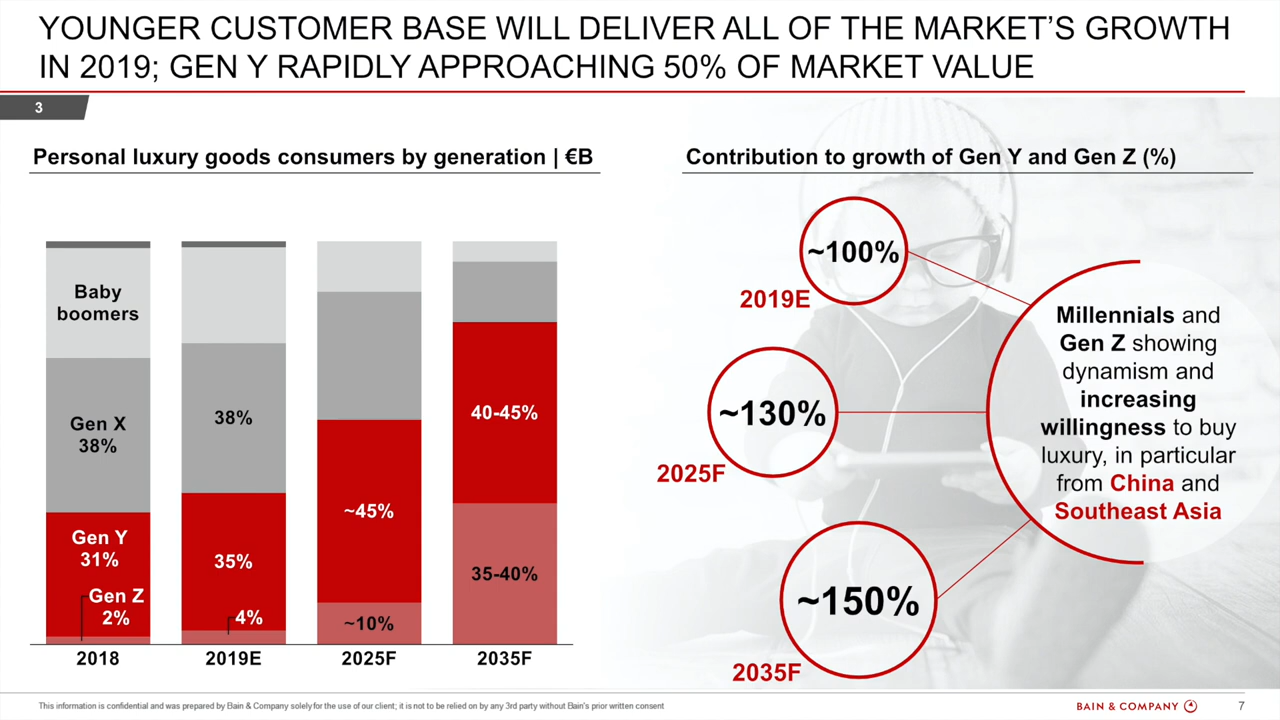 YOUNGER CUSTOMER BASE WILL DELIVER ALL OF THE MARKET’S GROWTH
IN 2019; GEN Y RAPIDLY APPROACHING 50% OF MARKET VALUE
3
Personal luxury goods consumers by generation | €B
Baby
boomers
Gen X
38%
Gen Y
31%
Gen Z
2%
38%
35%
4%
~45%
~10%
40-45%
35-40%
2018
2019E
2025F
2035F
Contribution to growth of Gen Y and Gen Z (%)
~100%
2019E
~130%
2025F
~150%
2035F
Millennials and
Gen Z showing
dynamism and
increasing
willingness to buy
luxury, in particular
from China and
Southeast Asia
This information is confidential and was prepared by Bain & Company solely for the use of our client; it is not to be relied on by any 3rd party without Bain's prior written consent
BAIN & COMPANY
7